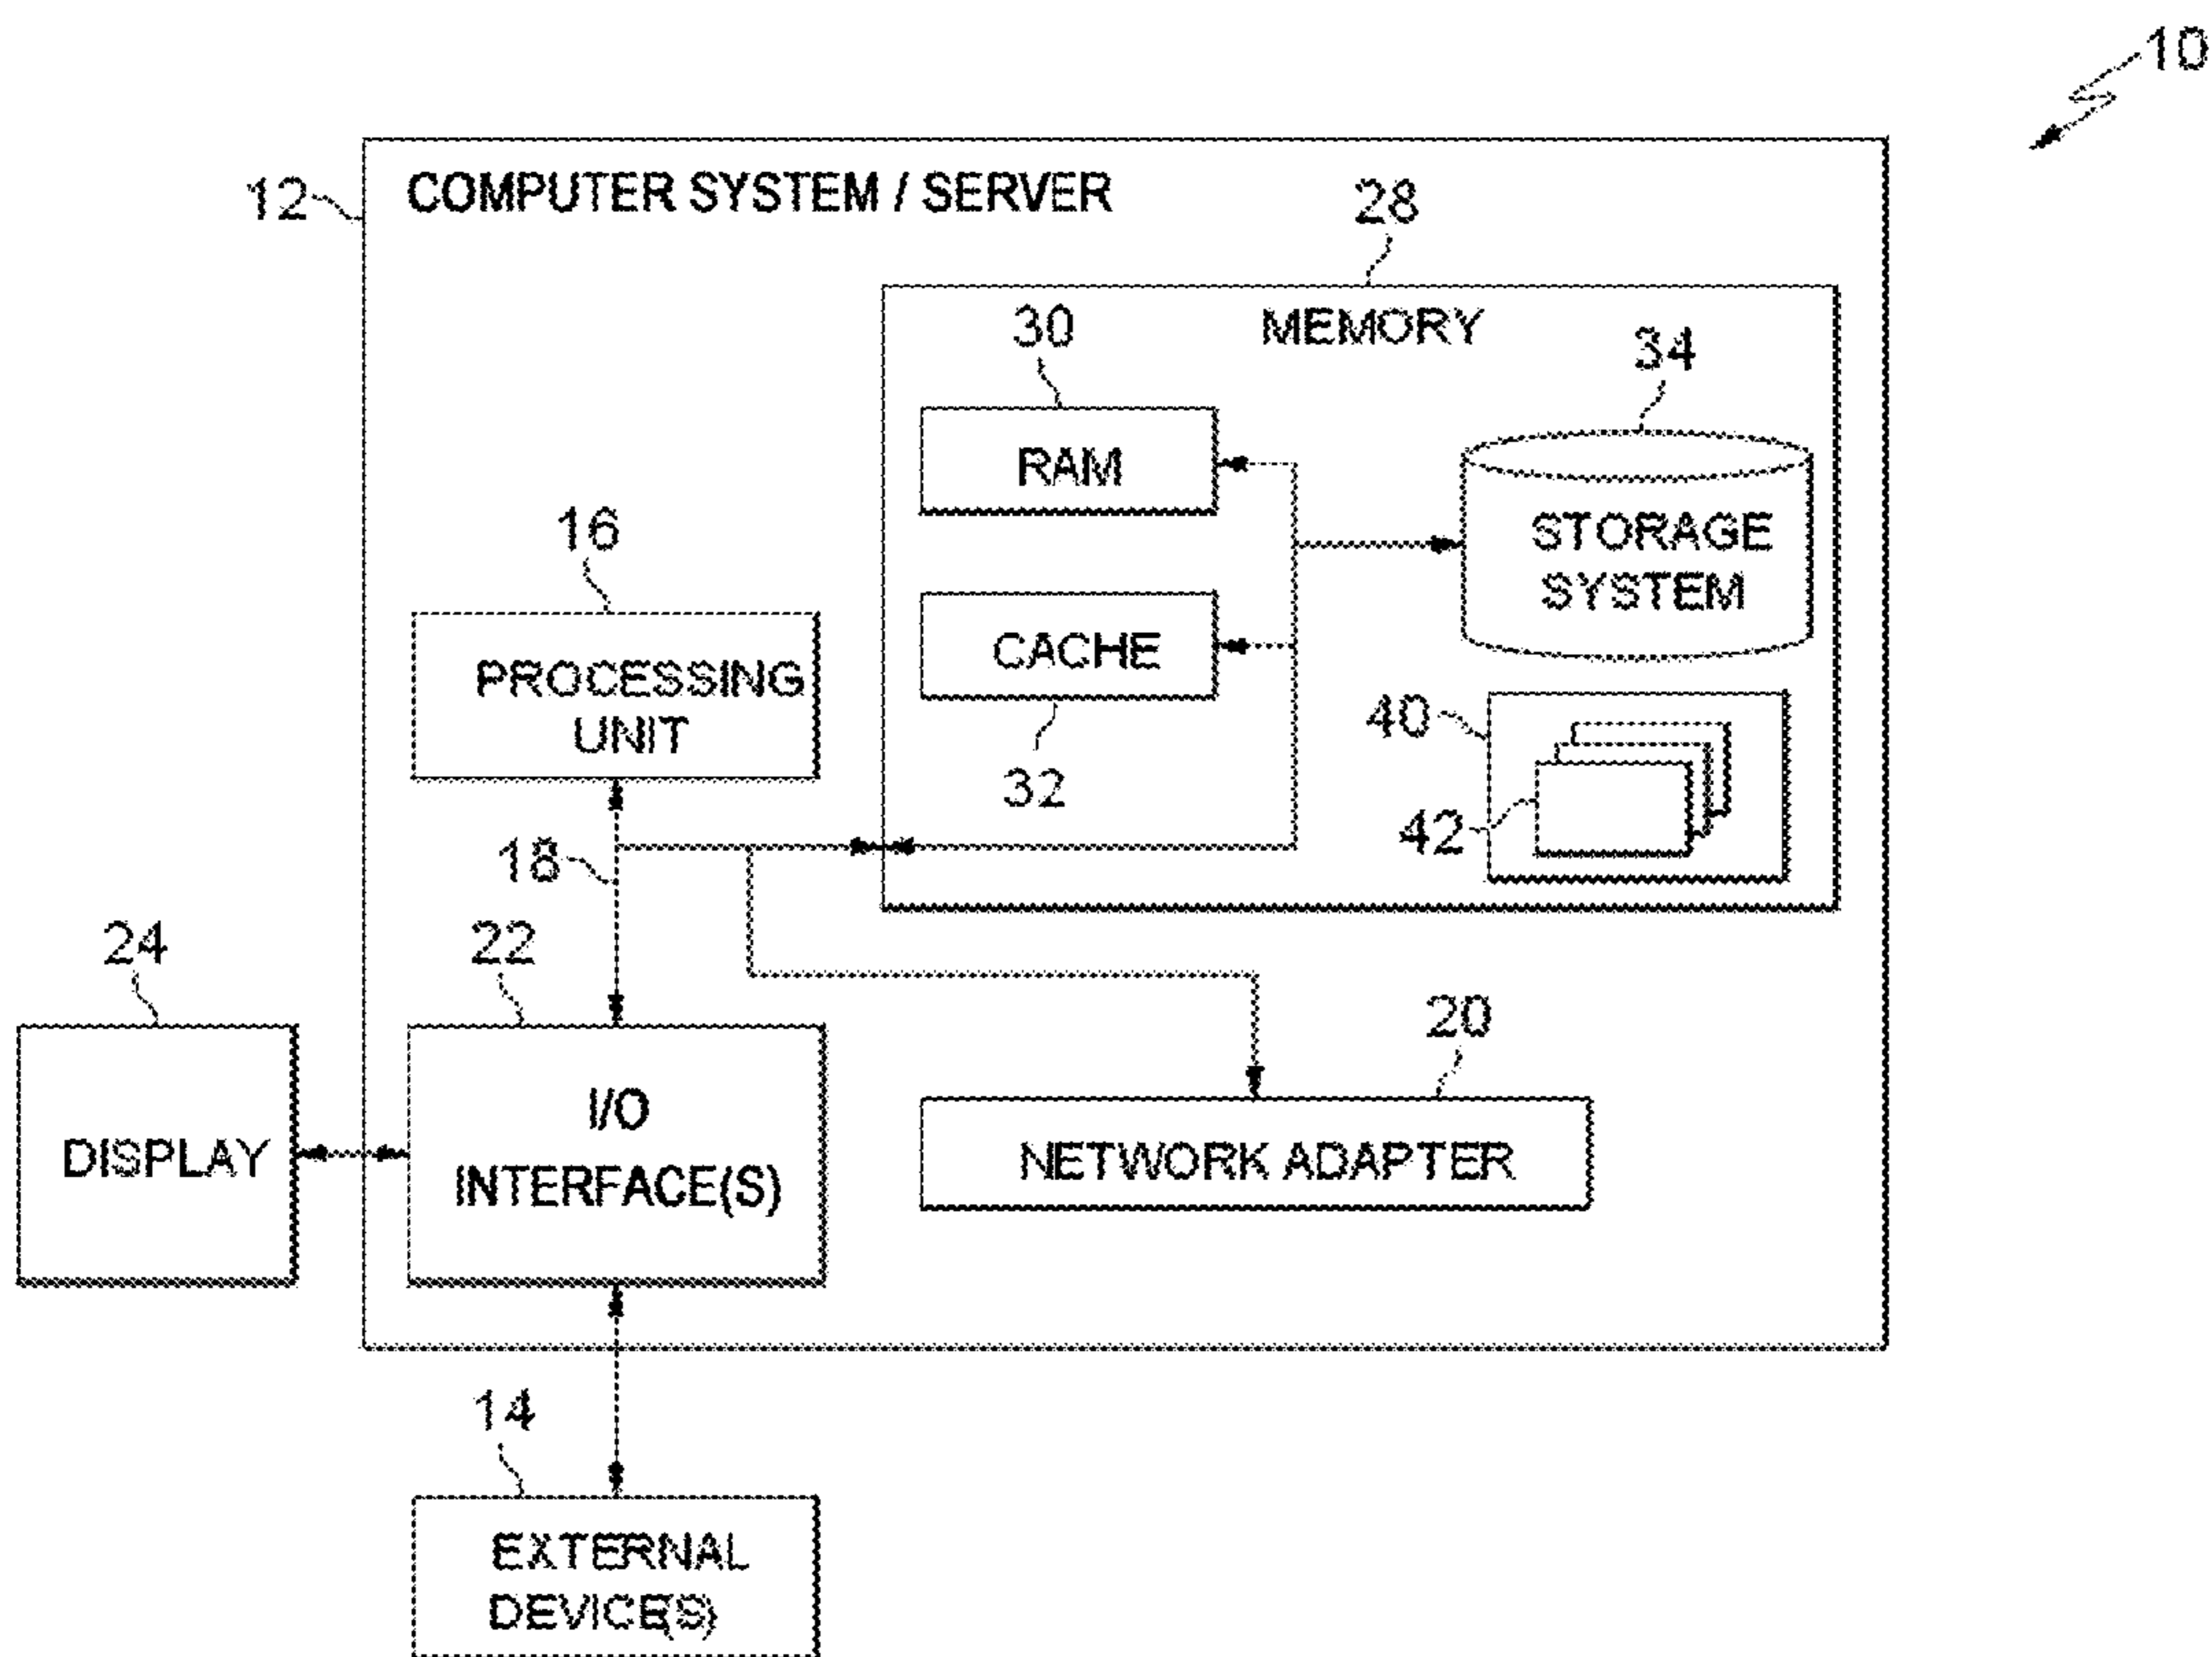 10
12
COMPUTER SYSTEM / SERVER
28
MEMORY
30
34
RAM
STORAGE
SYSTEM
16
PROCESSING
UNIT
CACHE
32
40
42
18
24
22
20
DISPLAY
I/O
INTERFACE(S)
NETWORK ADAPTER
14
EXTERNAL
DEVICE(S)